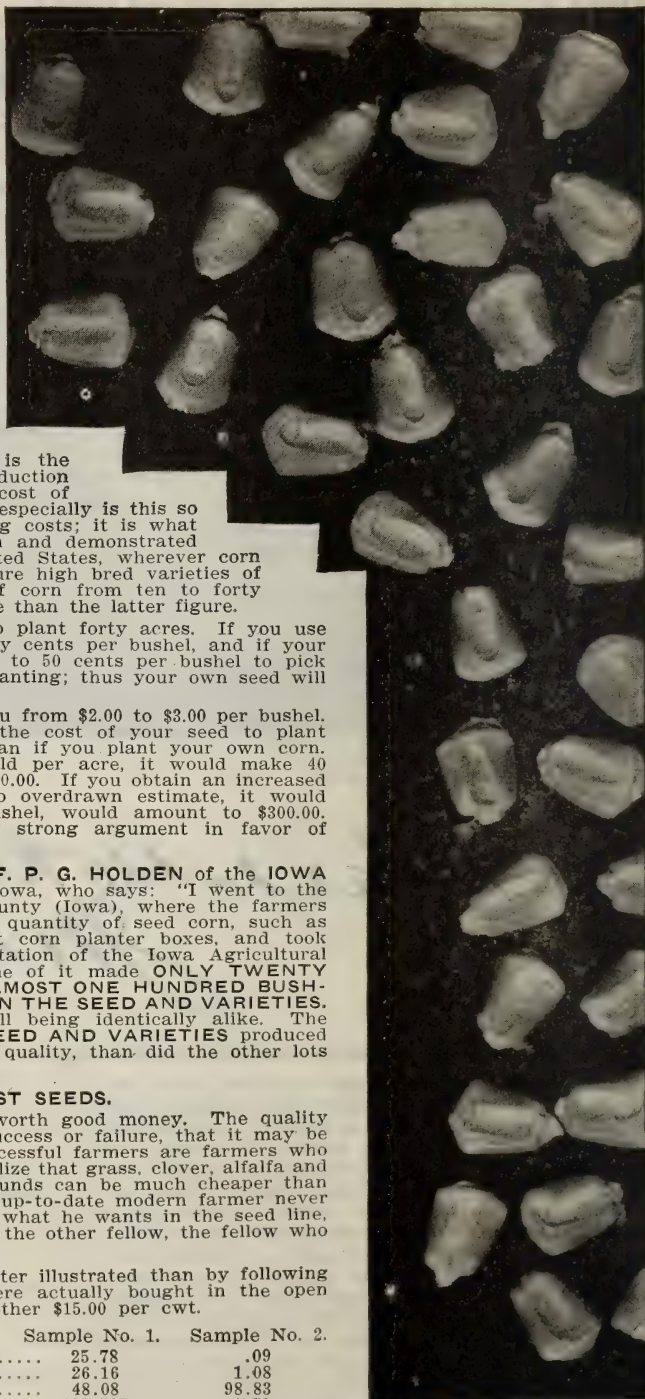 is the
duction
cost of
especially is this so
g costs; it is what
and demonstrated
ted States, wherever corn
ure high bred varieties of
f corn from ten to forty
e than the latter figure.
plant forty acres. If you use
y cents per bushel, and if your
to 50 cents per bushel to pick
anting; thus your own seed will
u from $2.00 to $3.00 per bushel.
the cost of your seed to plant
an if you plant your own corn.
ld per acre, it would make 40
0.00. If you obtain an increased
o overdrawn estimate, it would
shel, would amount to $300.00.
strong argument in favor of
F. P. G. HOLDEN of the IOWA
owa, who says: "I went to the
unty (Iowa), where the farmers
quantity of seed corn, such as
t corn planter boxes, and took
tation of the Iowa Agricultural
ne of it made ONLY TWENTY
LMOST ONE HUNDRED BUSH-
N THE SEED AND VARIETIES.
ll being identically alike. The
EED AND VARIETIES produced
quality, than did the other lots
ST SEEDS.
worth good money. The quality
uccess or failure, that it may be
cessful farmers are farmers who
lize that grass, clover, alfalfa and
unds can be much cheaper than
up-to-date modern farmer never
what he wants in the seed line,
the other fellow, the fellow who
ter illustrated than by following
ere actually bought in the open
ther $15.00 per cwt.
Sample No. 1. Sample No. 2.
..... 25.78 .09
..... 26.16 1.08
..... 48.08 98.83